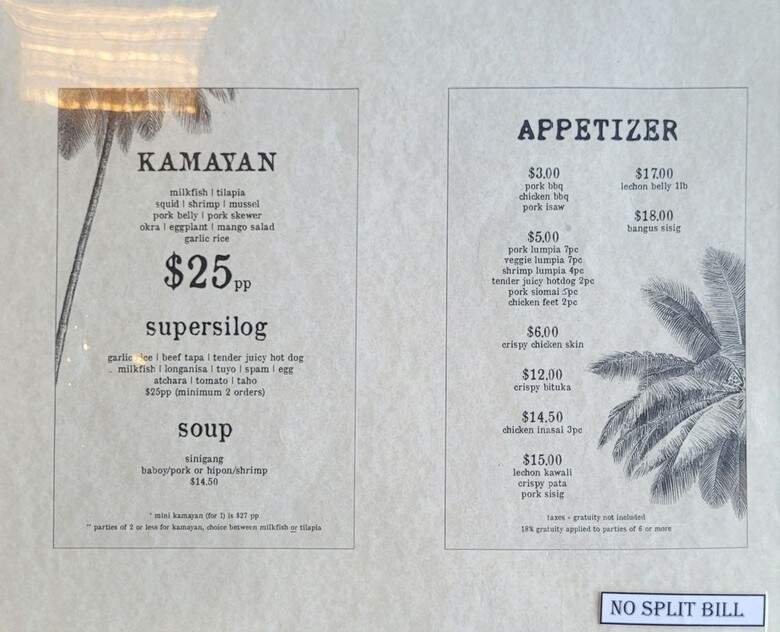 KAMAYAN
milkfish | tilapia
squid | shrimp | mussel
pork belly | pork skewer
okra | eggplant | mango salad
garlic rice
$25pp
supersilog
garlic ice | beef tapa | tender juicy hot dog
milkfish | longanisa | tuyo | spam | egg
atchara | tomato | taho
$25pp (minimum 2 orders)
soup
sinigang
baboy/pork or hipon/shrimp
$14.50
* mini kamayan (for 1) is $27 pp
** parties of 2 or less for kamayan, choice between milkfish or tilapia
APPETIZER
$3.00
pork bbq
chicken bbq
pork isaw
$5.00
pork lumpia 7pc
veggie lumpia 7pc
shrimp lumpia 4pc
tender juicy hotdog 2pc
pork siomai 5pc
chicken feet 2pc
$6.00
crispy chicken skin
$12.00
crispy bituka
$14.50
chicken inasal 3pc
$15.00
lechon kawali
crispy pata
pork sisig
$17.00
lechon belly 1lb
$18.00
bangus sisig
taxes + gratuity not included
18% gratuity applied to parties of 6 or more
NO SPLIT BILL